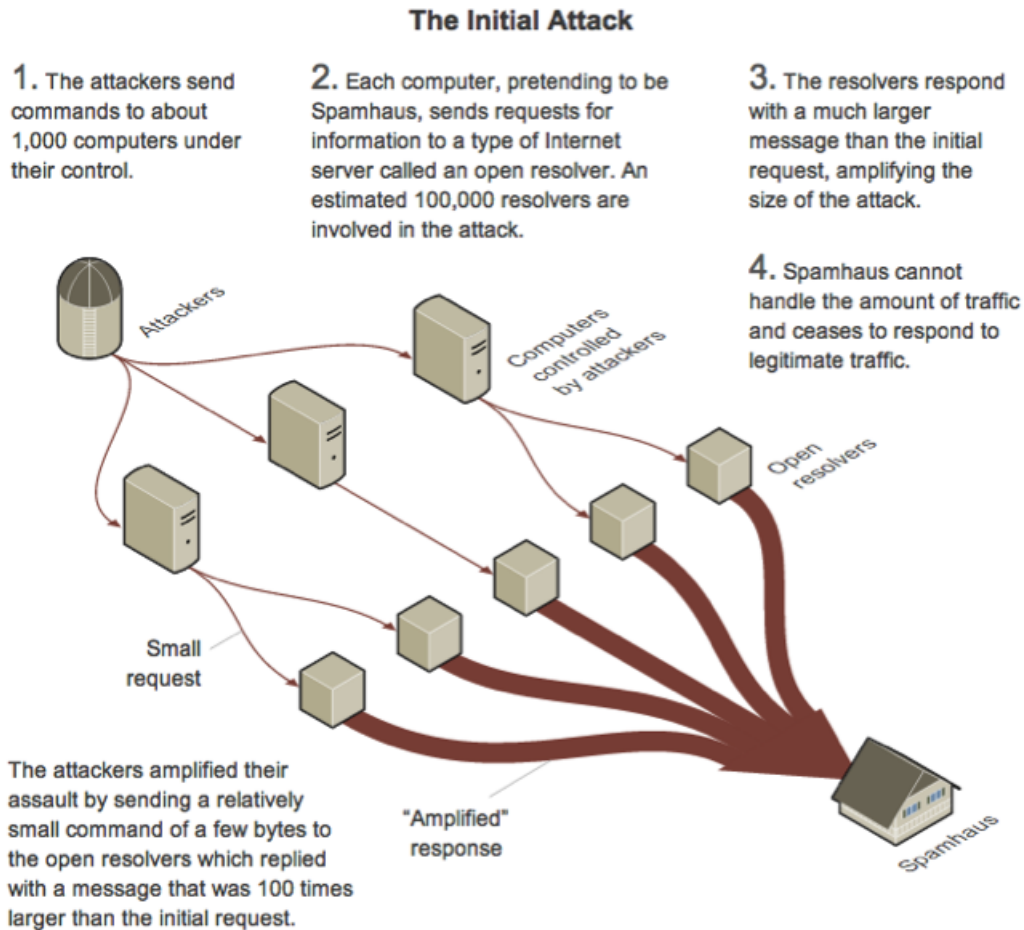 The Initial Attack
1. The attackers send
commands to about
1,000 computers under
their control.
2. Each computer, pretending to be
Spamhaus, sends requests for
information to a type of Internet
server called an open resolver. An
estimated 100,000 resolvers are
involved in the attack.
3. The resolvers respond
with a much larger
message than the initial
request, amplifying the
size of the attack.
4. Spamhaus cannot
handle the amount of traffic
and ceases to respond to
legitimate traffic.
Attackers
Computers
controlled
by attackers
Open
resolvers
Small
request
"Amplified"
response
Spamhaus
The attackers amplified their
assault by sending a relatively
small command of a few bytes to
the open resolvers which replied
with a message that was 100 times
larger than the initial request.